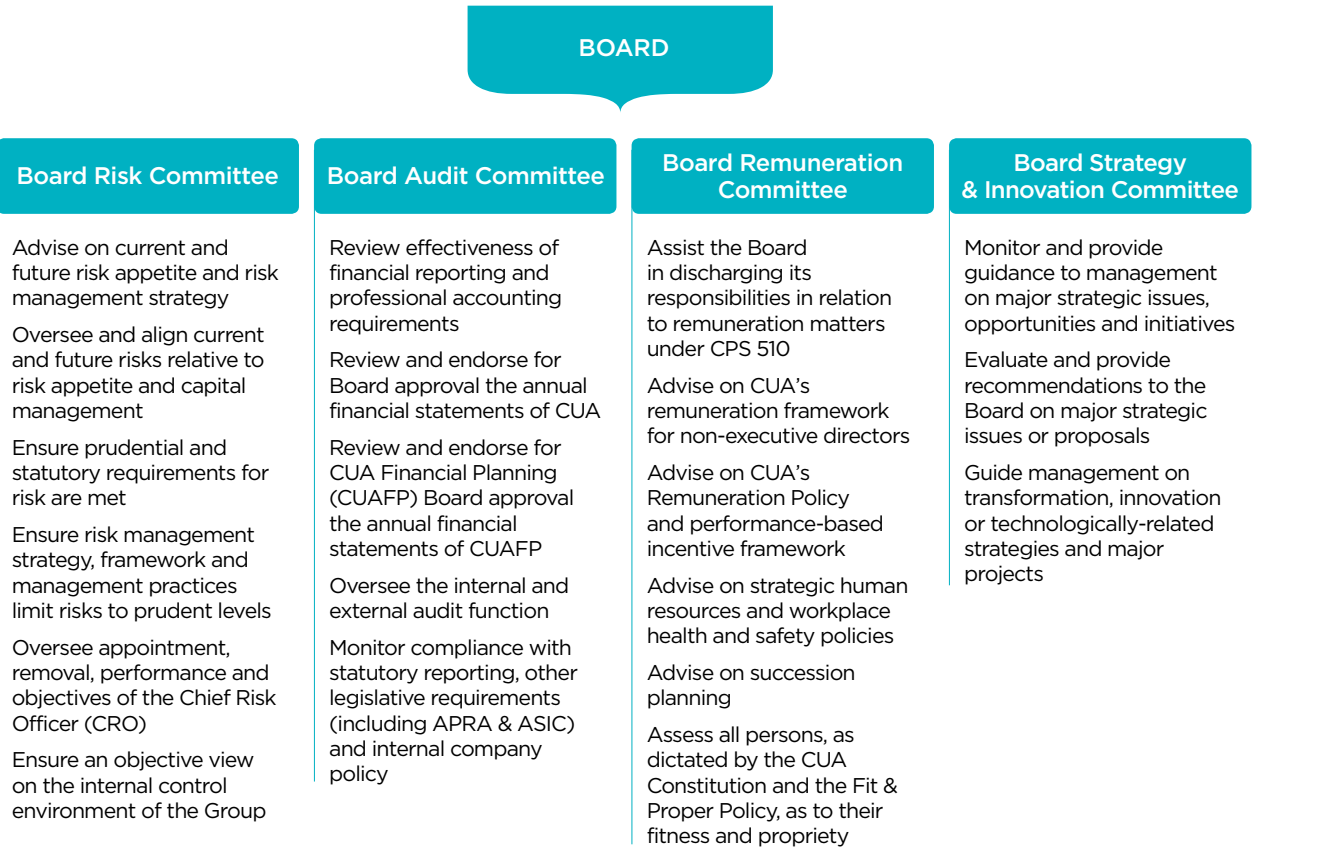 BOARD
Board Risk Committee
Advise on current and
future risk appetite and risk
management strategy
Oversee and align current
and future risks relative to
risk appetite and capital
management
Ensure prudential and
statutory requirements for
risk are met
Ensure risk management
strategy, framework and
management practices
limit risks to prudent levels
Oversee appointment,
removal, performance and
objectives of the Chief Risk
Officer (CRO)
Ensure an objective view
on the internal control
environment of the Group
Board Audit Committee
Review effectiveness of
financial reporting and
professional accounting
requirements
Review and endorse for
Board approval the annual
financial statements of CUA
Review and endorse for
CUA Financial Planning
(CUAFP) Board approval
the annual financial
statements of CUAFP
Oversee the internal and
external audit function
Monitor compliance with
statutory reporting, other
legislative requirements
(including APRA & ASIC)
and internal company
policy
Board Remuneration
Committee
Assist the Board
in discharging its
responsibilities in relation
to remuneration matters
under CPS 510
Advise on CUA’s
remuneration framework
for non-executive directors
Advise on CUA’s
Remuneration Policy
and performance-based
incentive framework
Advise on strategic human
resources and workplace
health and safety policies
Advise on succession
planning
Assess all persons, as
dictated by the CUA
Constitution and the Fit &
Proper Policy, as to their
fitness and propriety
Board Strategy
& Innovation Committee
Monitor and provide
guidance to management
on major strategic issues,
opportunities and initiatives
Evaluate and provide
recommendations to the
Board on major strategic
issues or proposals
Guide management on
transformation, innovation
or technologically-related
strategies and major
projects